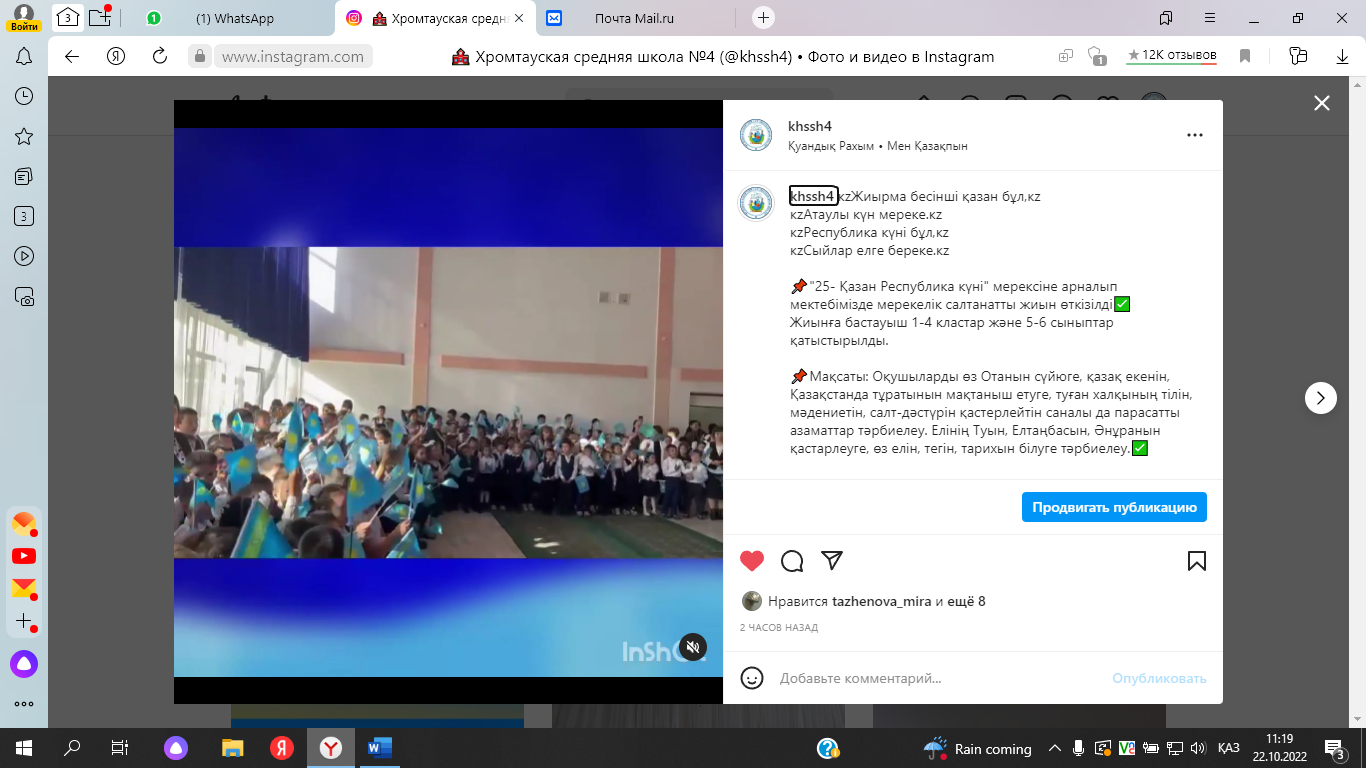 Войти
(1) WhatsApp
Хромтауская средня
Почта Mail.ru
www.instagram.com
Хромтауская средняя школа №4 (@khssh4) • Фото и видео в Instagram
1
★12K отзывов
3
khssh4
Қуандық Рахым • Мен Қазақпын
khssh4 kzЖиырма бесінші қазан бұл,kz
kzАтаулы күн мереке.kz
kzРеспублика күні бұл,kz
kzСыйлар елге береке.kz
📌"25- Қазан Республика күні" мерексіне арналып
мектебімізде мерекелік салтанатты жиын өткізілді✅
Жиынға бастауыш 1-4 кластар және 5-6 сыныптар
қатыстырылды.
📌Мақсаты: Оқушыларды өз Отанын сүйюге, қазақ екенін,
Қазақстанда тұратынын мақтаныш етуге, туған халқының тілін,
мәдениетін, салт-дәстүрін қастерлейтін саналы да парасатты
азаматтар тәрбиелеу. Елінің Туын, Елтаңбасын, Әнұранын
қастарлеуге, өз елін, тегін, тарихын білуге тәрбиелеу.✅
Продвигать публикацию
Нравится tazhenova_mira и ещё 8
2 ЧАСОВ НАЗАД
Добавьте комментарий...
Опубликовать
Rain coming
ҚАЗ
11:19
22.10.2022
3